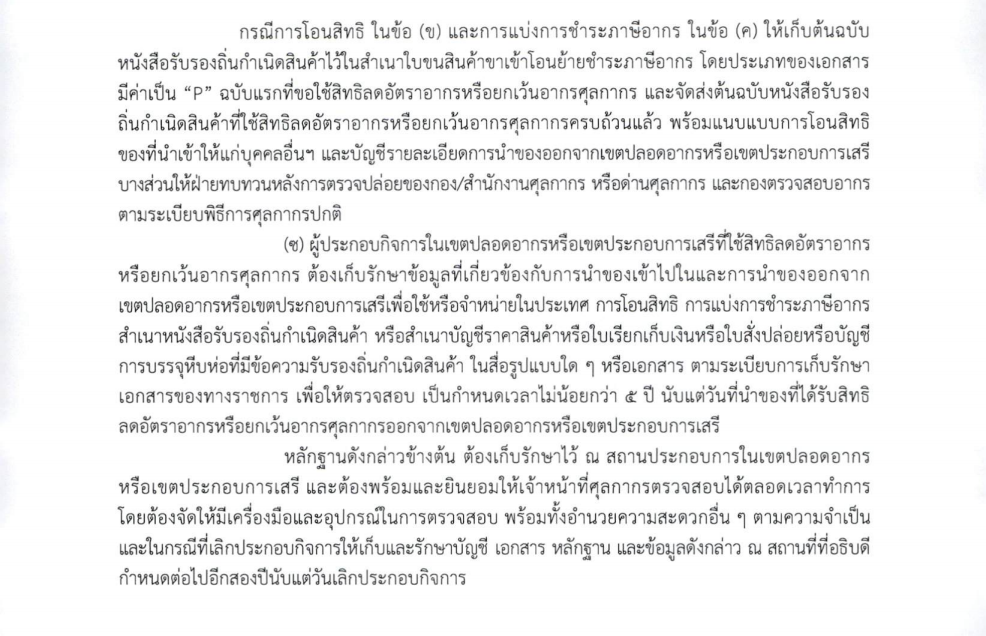 กรณีการโอนสิทธิ ในข้อ (ข) และการแบ่งการชำระภาษีอากร ในข้อ (ค) ให้เก็บต้นฉบับ
หนังสือรับรองถิ่นกำเนิดสินค้าไว้ในสำเนาใบขนสินค้าขาเข้าโอนย้ายชำระภาษีอากร โดยประเภทของเอกสาร
มีค่าเป็น “P” ฉบับแรกที่ขอใช้สิทธิลดอัตราอากรหรือยกเว้นอากรศุลกากร และจัดส่งต้นฉบับหนังสือรับรอง
ถิ่นกำเนิดสินค้าที่ใช้สิทธิลดอัตราอากรหรือยกเว้นอากรศุลกากรครบถ้วนแล้ว พร้อมแนบแบบการโอนสิทธิ
ของที่นำเข้าให้แก่บุคคลอื่นฯ และบัญชีรายละเอียดการนำของออกจากเขตปลอดอากรหรือเขตประกอบการเสรี
บางส่วนให้ฝ่ายทบทวนหลังการตรวจปล่อยของกอง/สำนักงานศุลกากร หรือด่านศุลกากร และกองตรวจสอบอากร
ตามระเบียบพิธีการศุลกากรปกติ
(ซ) ผู้ประกอบกิจการในเขตปลอดอากรหรือเขตประกอบการเสรีที่ใช้สิทธิลดอัตราอากร
หรือยกเว้นอากรศุลกากร ต้องเก็บรักษาข้อมูลที่เกี่ยวข้องกับการนำของเข้าไปในและการนำของออกจาก
เขตปลอดอากรหรือเขตประกอบการเสรีเพื่อใช้หรือจำหน่ายในประเทศ การโอนสิทธิ การแบ่งการชำระภาษีอากร
สำเนาหนังสือรับรองถิ่นกำเนิดสินค้า หรือสำเนาบัญชีราคาสินค้าหรือใบเรียกเก็บเงินหรือใบสั่งปล่อยหรือบัญชี
การบรรจุหีบห่อที่มีข้อความรับรองถิ่นกำเนิดสินค้า ในสื่อรูปแบบใด ๆ หรือเอกสาร ตามระเบียบการเก็บรักษา
เอกสารของทางราชการ เพื่อให้ตรวจสอบ เป็นกำหนดเวลาไม่น้อยกว่า ๕ ปี นับแต่วันที่นำของที่ได้รับสิทธิ
ลดอัตราอากรหรือยกเว้นอากรศุลกากรออกจากเขตปลอดอากรหรือเขตประกอบการเสรี
หลักฐานดังกล่าวข้างต้น ต้องเก็บรักษาไว้ ณ สถานประกอบการในเขตปลอดอากร
หรือเขตประกอบการเสรี และต้องพร้อมและยินยอมให้เจ้าหน้าที่ศุลกากรตรวจสอบได้ตลอดเวลาทำการ
โดยต้องจัดให้มีเครื่องมือและอุปกรณ์ในการตรวจสอบ พร้อมทั้งอำนวยความสะดวกอื่น ๆ ตามความจำเป็น
และในกรณีที่เลิกประกอบกิจการให้เก็บและรักษาบัญชี เอกสาร หลักฐาน และข้อมูลดังกล่าว ณ สถานที่ที่อธิบดี
กำหนดต่อไปอีกสองปีนับแต่วันเลิกประกอบกิจการ